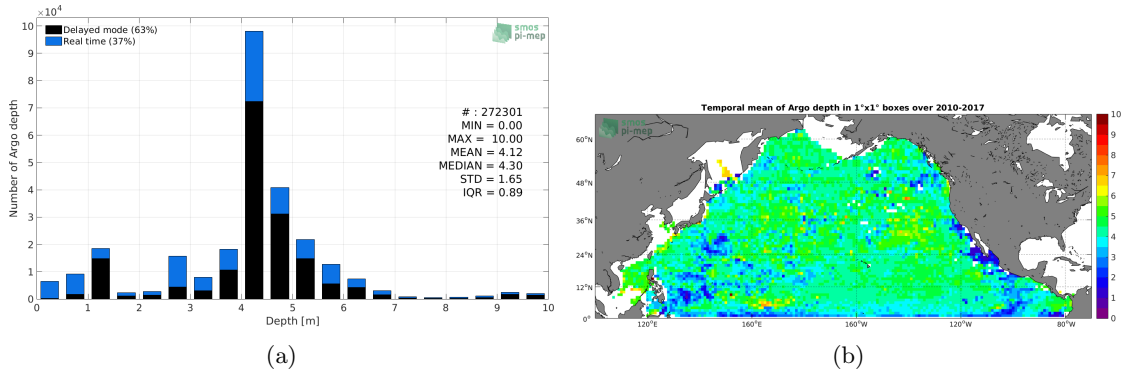 ×10⁴
Delayed mode (63%)
Real time (37%)
smos
pi-mep
# : 272301
MIN = 0.00
MAX = 10.00
MEAN = 4.12
MEDIAN = 4.30
STD = 1.65
IQR = 0.89
Number of Argo depth
10
9
8
7
6
5
4
3
2
1
0
0 1 2 3 4 5 6 7 8 9 10
Depth [m]
(a)
Temporal mean of Argo depth in 1°x1° boxes over 2010-2017
smos
pi-mep
60°N
48°N
36°N
24°N
12°N
0°
120°E 160°E 160°W 120°W 80°W
10
9
8
7
6
5
4
3
2
1
0
(b)